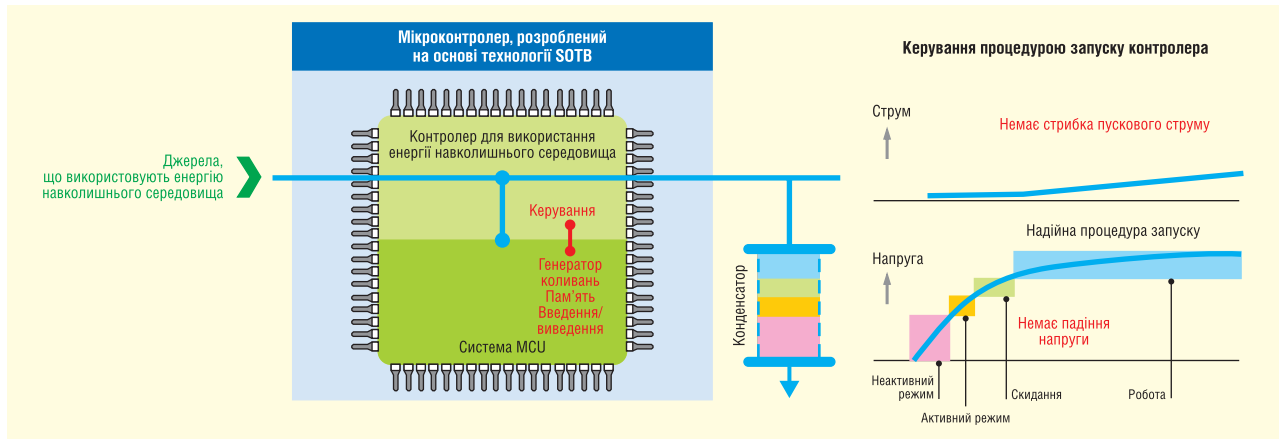 Мікроконтролер, розроблений
на основі технології SOTB
Керування процедурою запуску контролера
Джерела,
що використовують енергію
навколишнього середовища
Контролер для використання
енергії навколишнього середовища
Керування
Генератор
коливань
Пам'ять
Введення/
виведення
Система MCU
Конденсатор
Струм
Немає стрибка пускового струму
Надійна процедура запуску
Напруга
Немає падіння
напруги
Неактивний
режим
Активний режим
Скидання
Робота